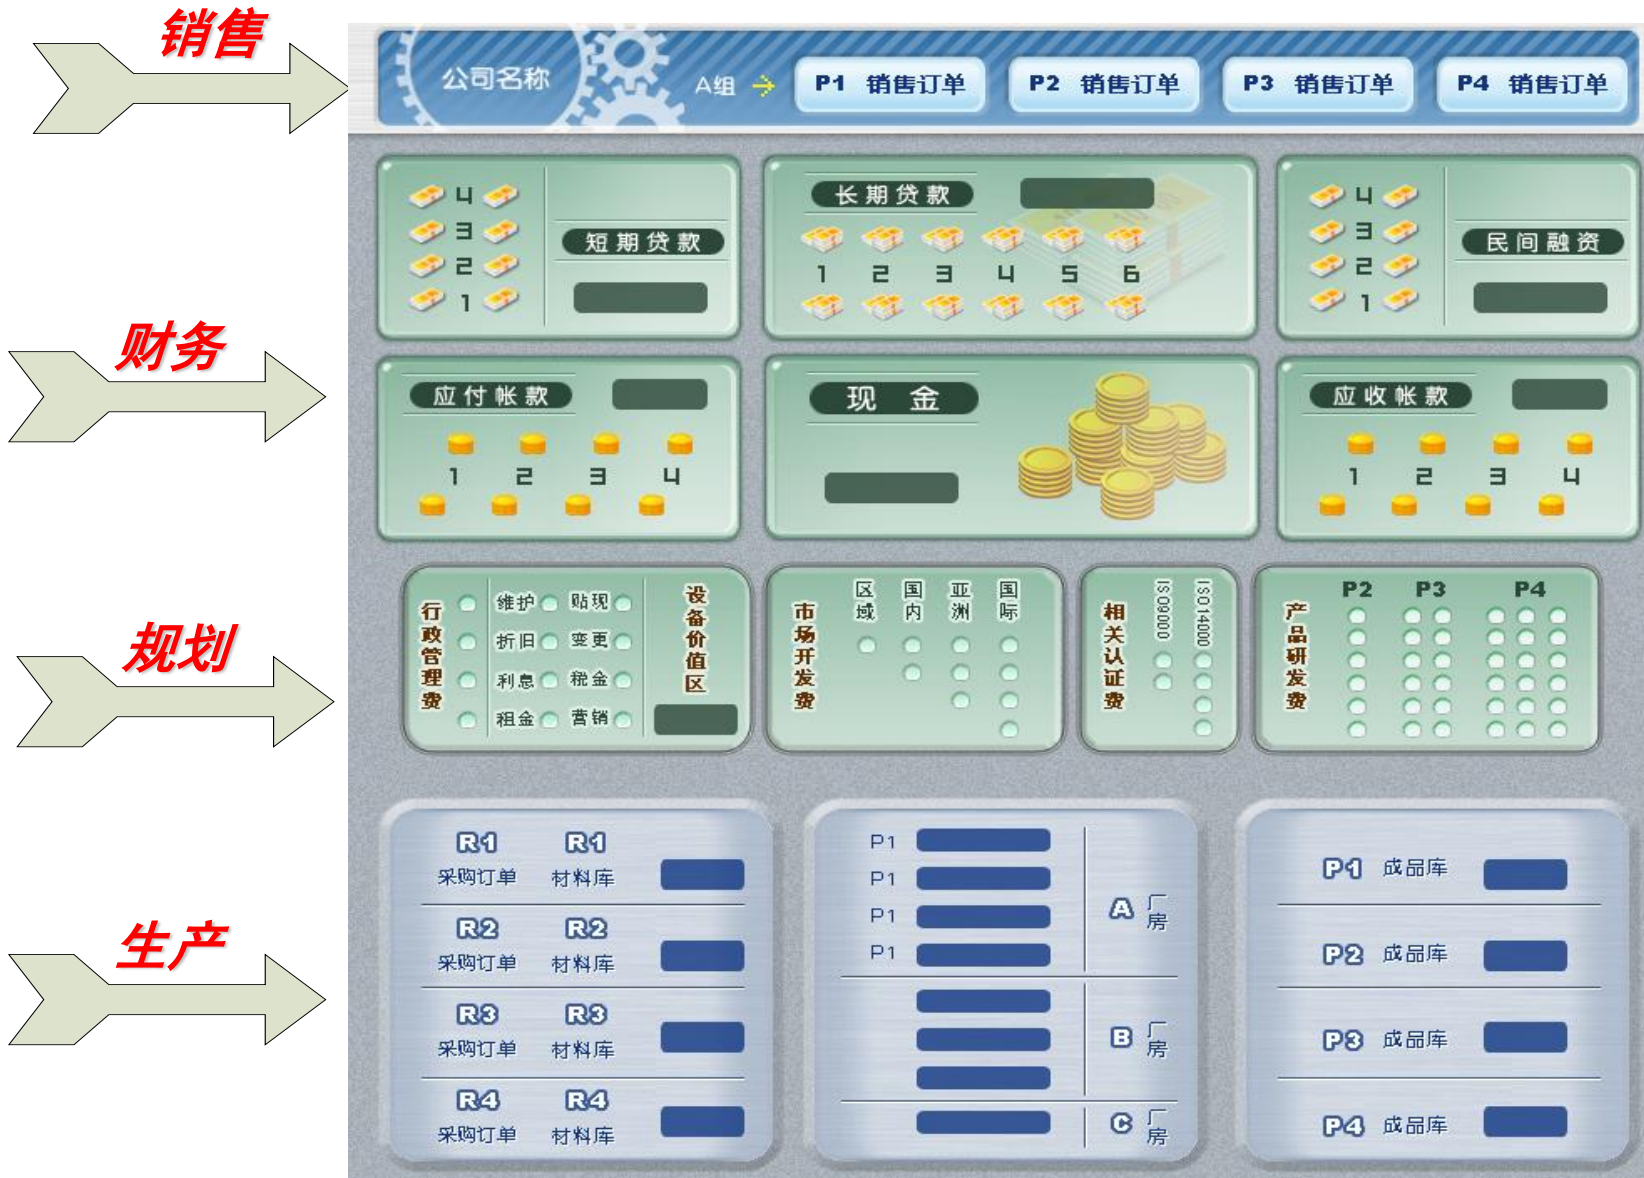 销售
公司名称
A组
P1 销售订单
P2 销售订单
P3 销售订单
P4 销售订单
4
3
2
1
短期贷款
长期贷款
1 2 3 4 5 6
4
3
2
1
民间融资
财务
应付帐款
1 2 3 4
现金
应收帐款
1 2 3 4
规划
行政管理费
维护 贴现
折旧 变更
利息 税金
租金 营销
设备价值区
市场开发费
区域
国内
亚洲
国际
相关认证费
ISO9000
ISO14000
产品研发费
P2 P3 P4
生产
R1 R1
采购订单 材料库
R2 R2
采购订单 材料库
R3 R3
采购订单 材料库
R4 R4
采购订单 材料库
P1
P1
P1
P1
A 厂房
B 厂房
C 厂房
P1 成品库
P2 成品库
P3 成品库
P4 成品库